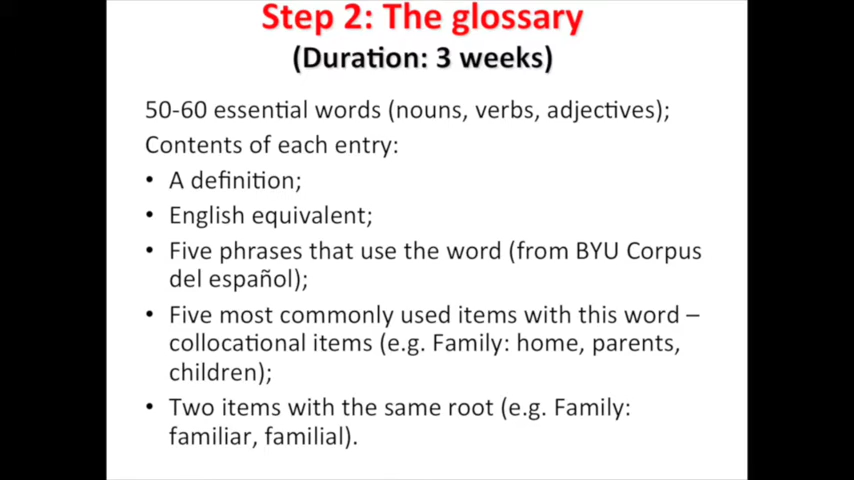 Step 2: The glossary
(Duration: 3 weeks)
50-60 essential words (nouns, verbs, adjectives);
Contents of each entry:
• A definition;
• English equivalent;
• Five phrases that use the word (from BYU Corpus
del español);
• Five most commonly used items with this word –
collocational items (e.g. Family: home, parents,
children);
• Two items with the same root (e.g. Family:
familiar, familial).